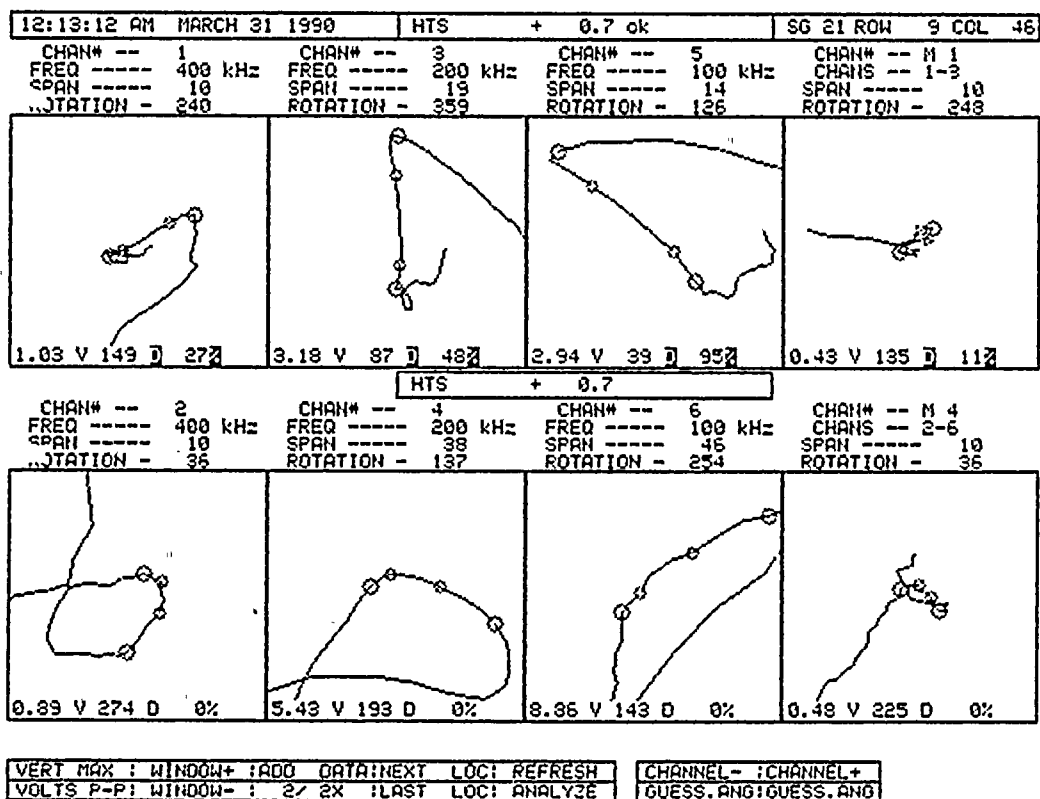 12:13:12 AM MARCH 31 1990 HTS + 0.7 ok SG 21 ROW 9 COL 46
CHAN# -- 1 CHAN# -- 3 CHAN# -- 5 CHAN# -- M 1
FREQ ----- 400 kHz FREQ ----- 200 kHz FREQ ----- 100 kHz CHANS -- 1-3
SPAN ----- 10 SPAN ----- 19 SPAN ----- 14 SPAN ----- 10
ROTATION - 240 ROTATION - 359 ROTATION - 126 ROTATION - 248
1.03 V 149 D 27% 3.18 V 87 D 48% 2.94 V 39 D 95% 0.43 V 135 D 11%
HTS + 0.7
CHAN# -- 2 CHAN# -- 4 CHAN# -- 6 CHAN# -- M 4
FREQ ----- 400 kHz FREQ ----- 200 kHz FREQ ----- 100 kHz CHANS -- 2-6
SPAN ----- 10 SPAN ----- 38 SPAN ----- 46 SPAN ----- 10
ROTATION - 36 ROTATION - 137 ROTATION - 254 ROTATION - 36
0.89 V 274 D 0% 5.43 V 193 D 0% 8.86 V 143 D 0% 0.48 V 225 D 0%
VERT MAX : WINDOW+ :ADD DATA:NEXT LOC: REFRESH CHANNEL- :CHANNEL+
VOLTS P-P: WINDOW- : 2/ 2X :LAST LOC: ANALYZE GUESS.ANG:GUESS.ANG